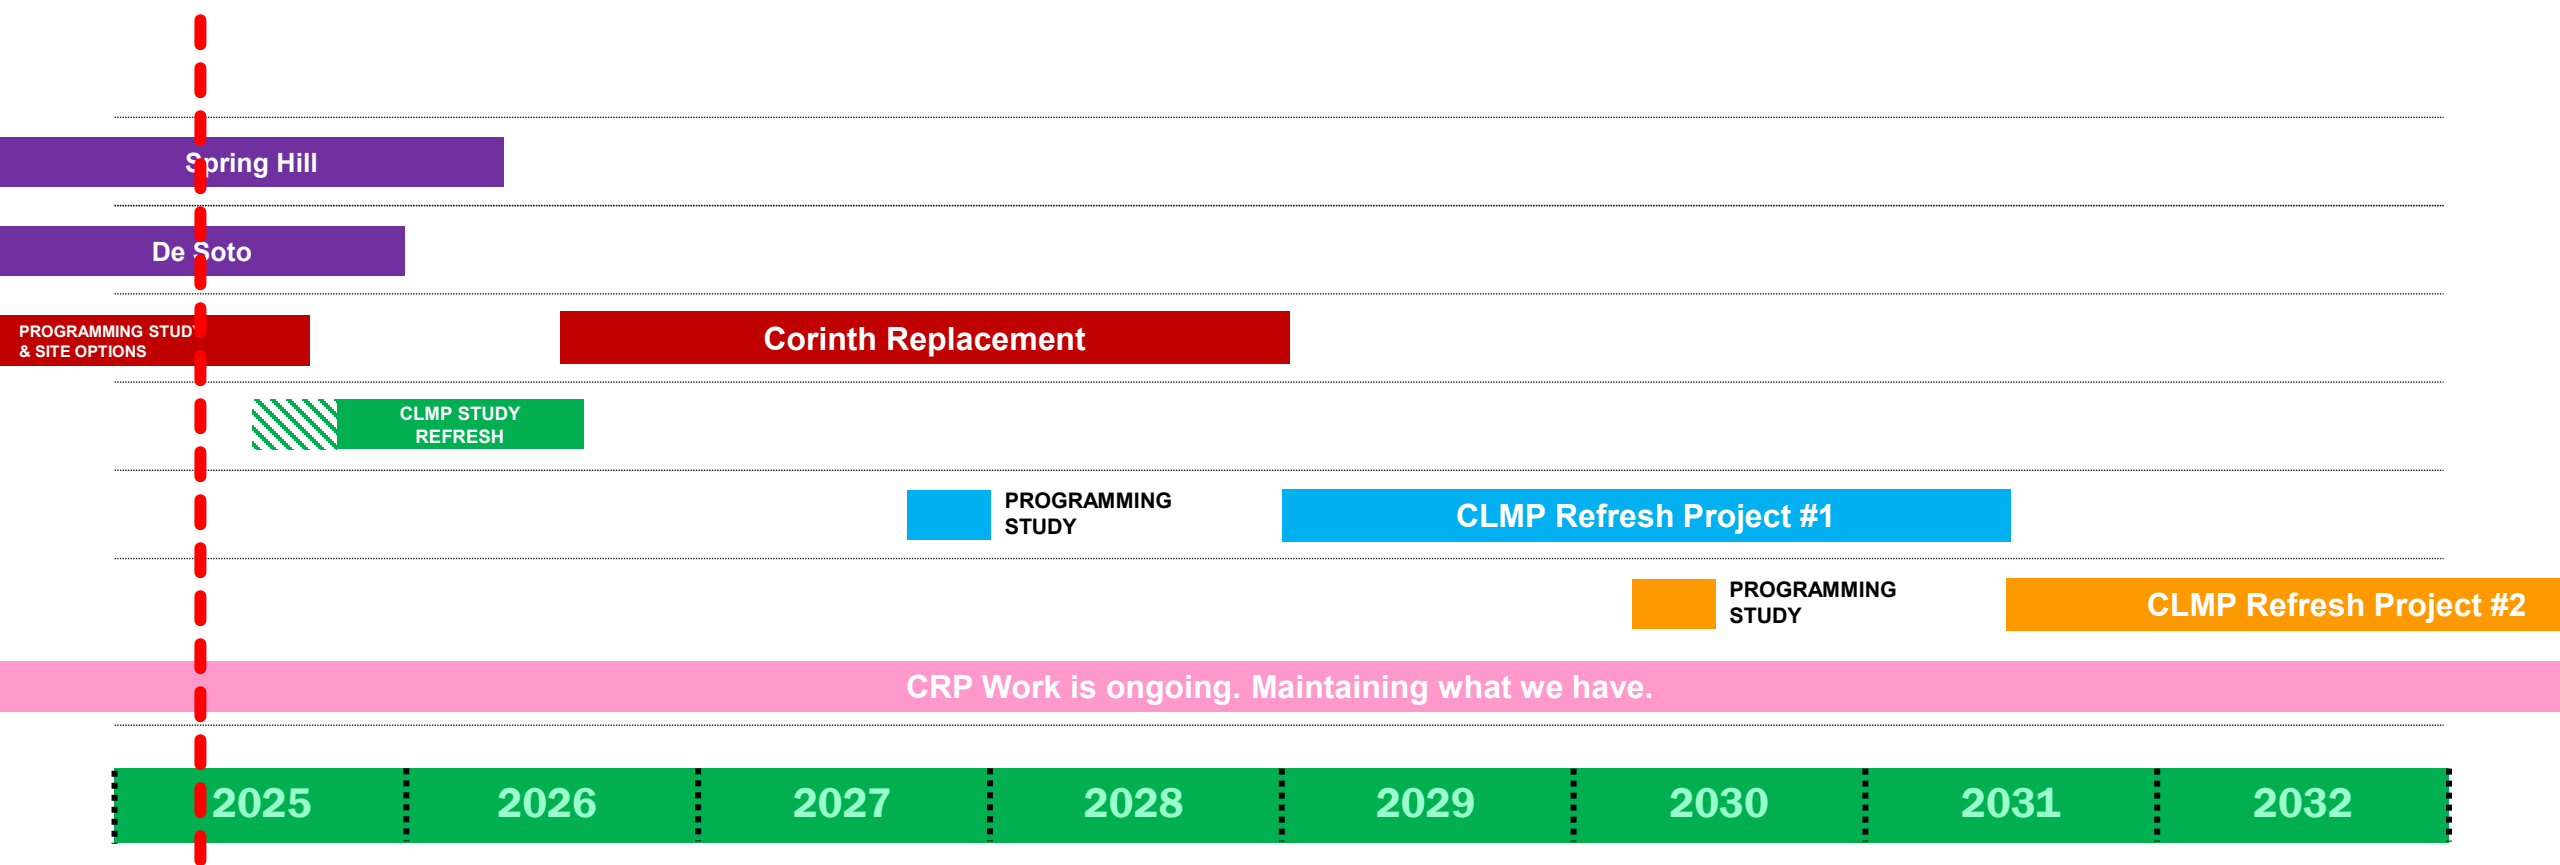 Spring Hill
De Soto
PROGRAMMING STUDY
& SITE OPTIONS
Corinth Replacement
CLMP STUDY
REFRESH
PROGRAMMING
STUDY
CLMP Refresh Project #1
PROGRAMMING
STUDY
CLMP Refresh Project #2
CRP Work is ongoing. Maintaining what we have.
2025 2026 2027 2028 2029 2030 2031 2032